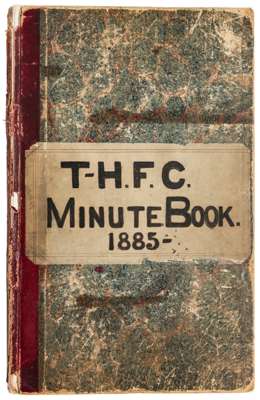 T-H.F.C.
MINUTE BOOK.
1885-